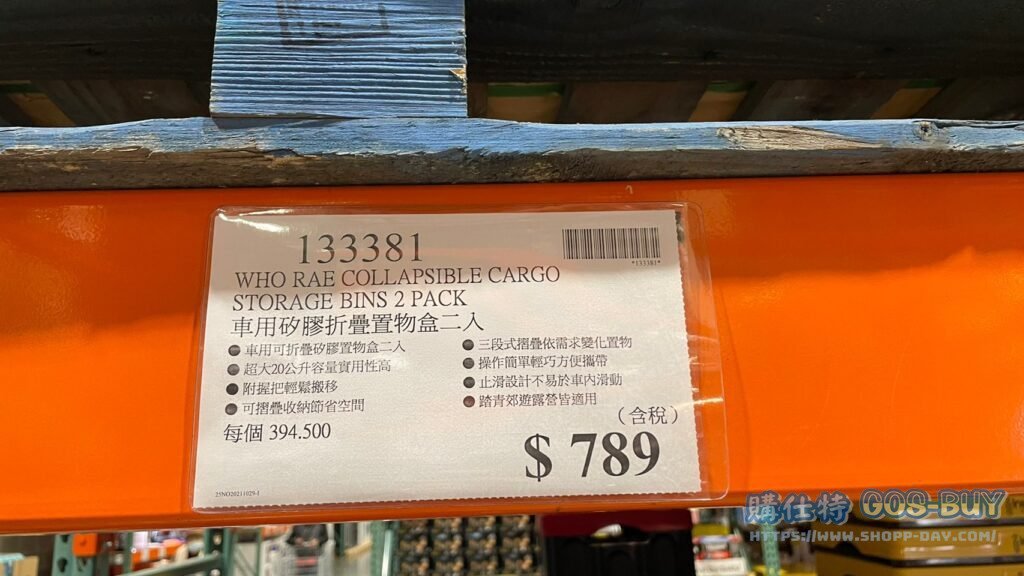 133381
*133381*
WHO RAE COLLAPSIBLE CARGO
STORAGE BINS 2 PACK
車用矽膠折疊置物盒二入
● 車用可折疊矽膠置物盒二入
● 超大20公升容量實用性高
● 附握把輕鬆搬移
● 可摺疊收納節省空間
● 三段式摺疊依需求變化置物
● 操作簡單輕巧方便攜帶
● 止滑設計不易於車內滑動
● 踏青郊遊露營皆適用
每個 394.500
(含稅)
$ 789
25NO20211029-1
購仕特 GOS-BUY
HTTPS://WWW.SHOPP-DAY.COM/